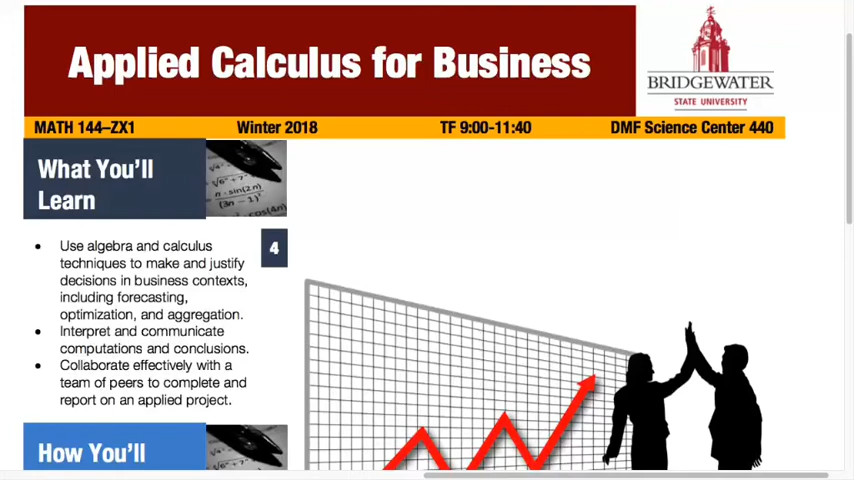 Applied Calculus for Business
BRIDGEWATER
STATE UNIVERSITY
MATH 144–ZX1 Winter 2018 TF 9:00-11:40 DMF Science Center 440
What You'll
Learn
4
• Use algebra and calculus
techniques to make and justify
decisions in business contexts,
including forecasting,
optimization, and aggregation.
• Interpret and communicate
computations and conclusions.
• Collaborate effectively with a
team of peers to complete and
report on an applied project.
How You'll